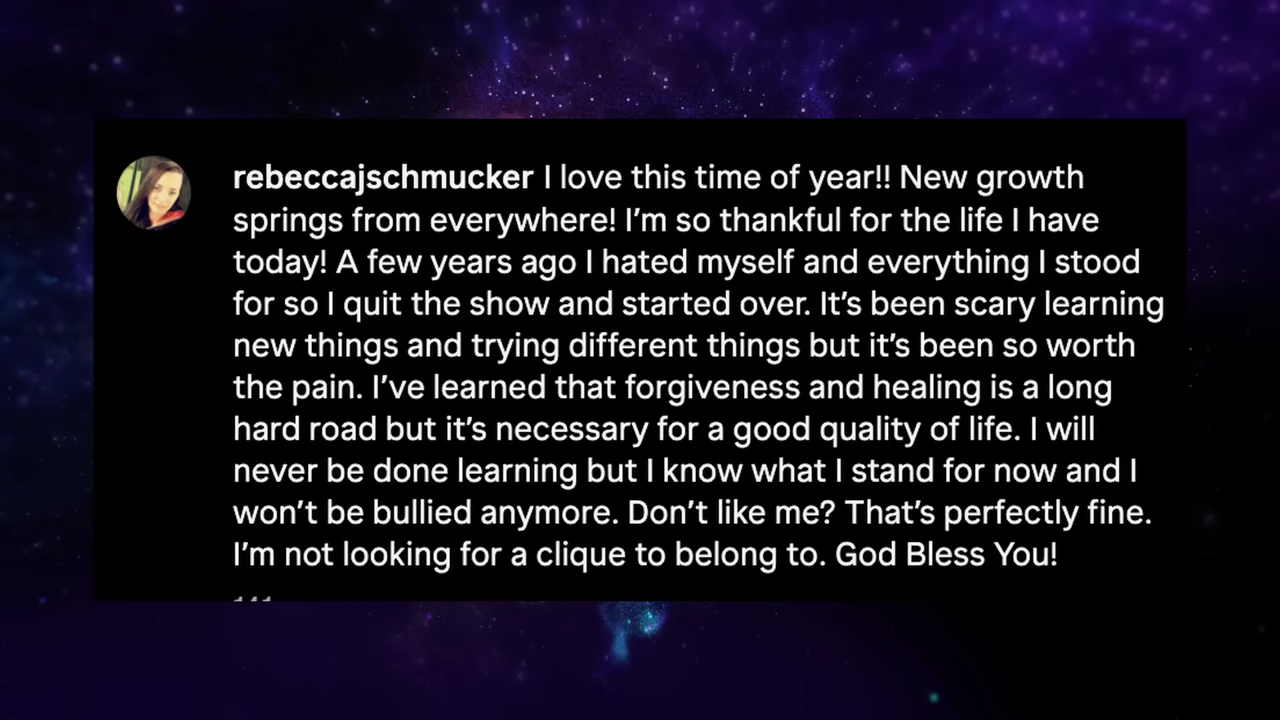 rebeccajschmucker I love this time of year!! New growth
springs from everywhere! I’m so thankful for the life I have
today! A few years ago I hated myself and everything I stood
for so I quit the show and started over. It’s been scary learning
new things and trying different things but it’s been so worth
the pain. I’ve learned that forgiveness and healing is a long
hard road but it’s necessary for a good quality of life. I will
never be done learning but I know what I stand for now and I
won’t be bullied anymore. Don’t like me? That’s perfectly fine.
I’m not looking for a clique to belong to. God Bless You!